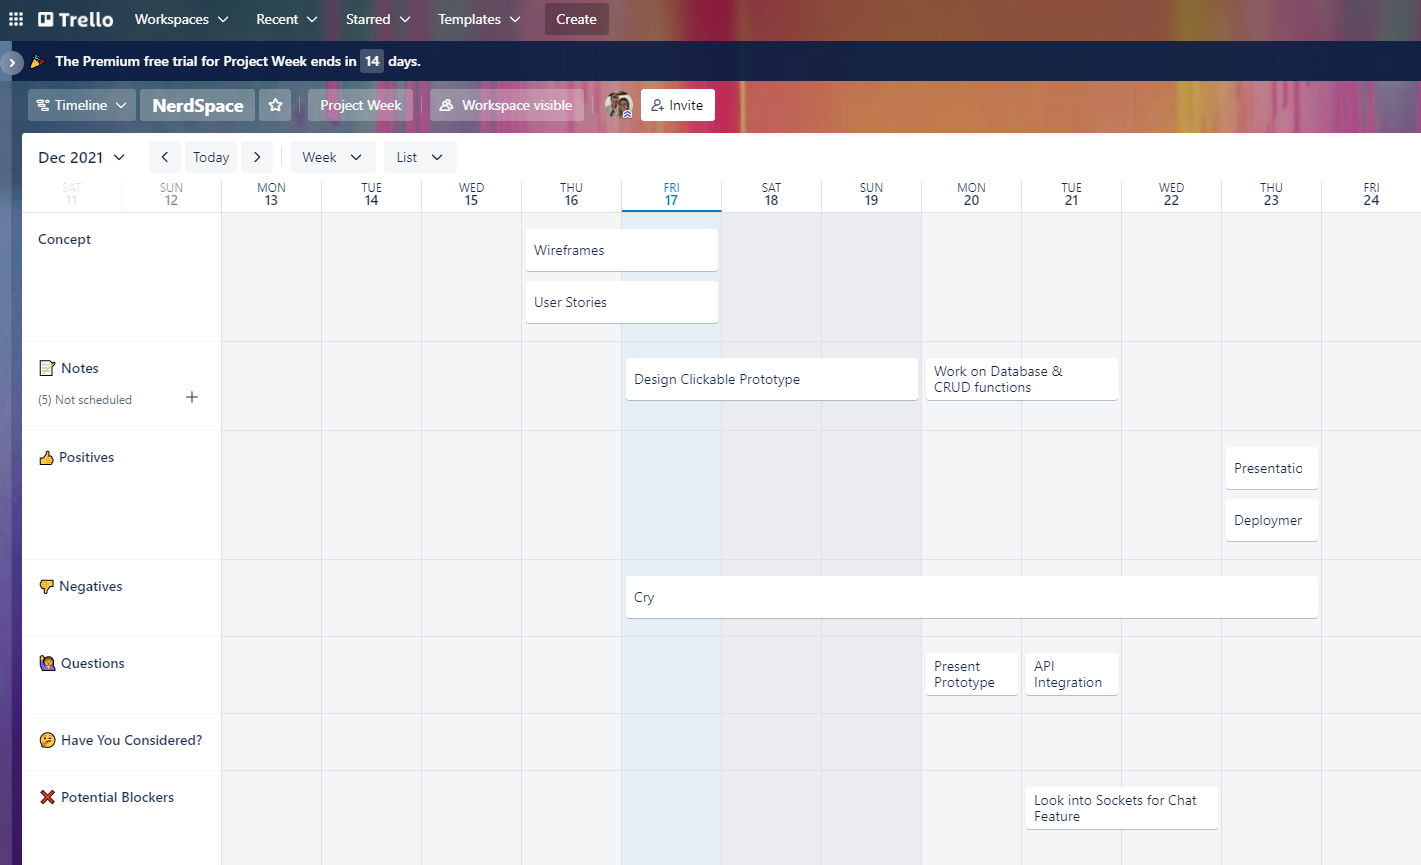 Trello Workspaces Recent Starred Templates Create
The Premium free trial for Project Week ends in 14 days.
Timeline NerdSpace Project Week Workspace visible Invite
Dec 2021 Today Week List
SAT SUN MON TUE WED THU FRI SAT SUN MON TUE WED THU FRI
11 12 13 14 15 16 17 18 19 20 21 22 23 24
Concept
Wireframes
User Stories
Notes
(5) Not scheduled
Design Clickable Prototype
Work on Database &
CRUD functions
Positives
Presentatic
Deploymer
Negatives
Cry
Questions
Present
Prototype
API
Integration
Have You Considered?
Potential Blockers
Look into Sockets for Chat
Feature